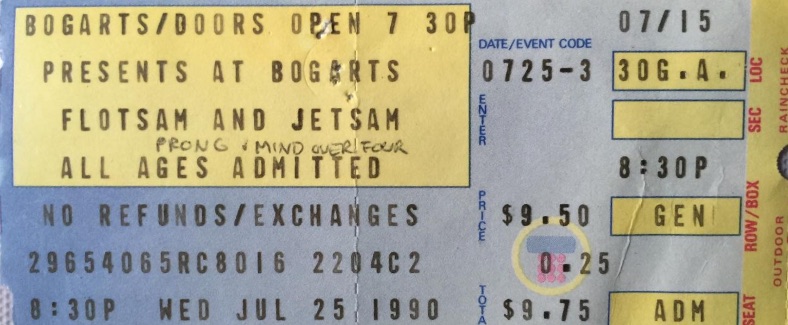 BOGARTS/DOORS OPEN 7 30P
07/15
DATE/EVENT CODE
PRESENTS AT BOGARTS
0725-3
30G.A.
LOC
FLOTSAM AND JETSAM
ENTER
SEC
PRONG & MIND OVER FOUR
ALL AGES ADMITTED
8:30P
NO REFUNDS/EXCHANGES
PRICE
$9.50
GEN
ROW/BOX
29654065RC8016 2204C2
0.25
8:30P WED JUL 25 1990
TOTA
$9.75
ADM
SEAT
RAINCHECK
OUTDOOR